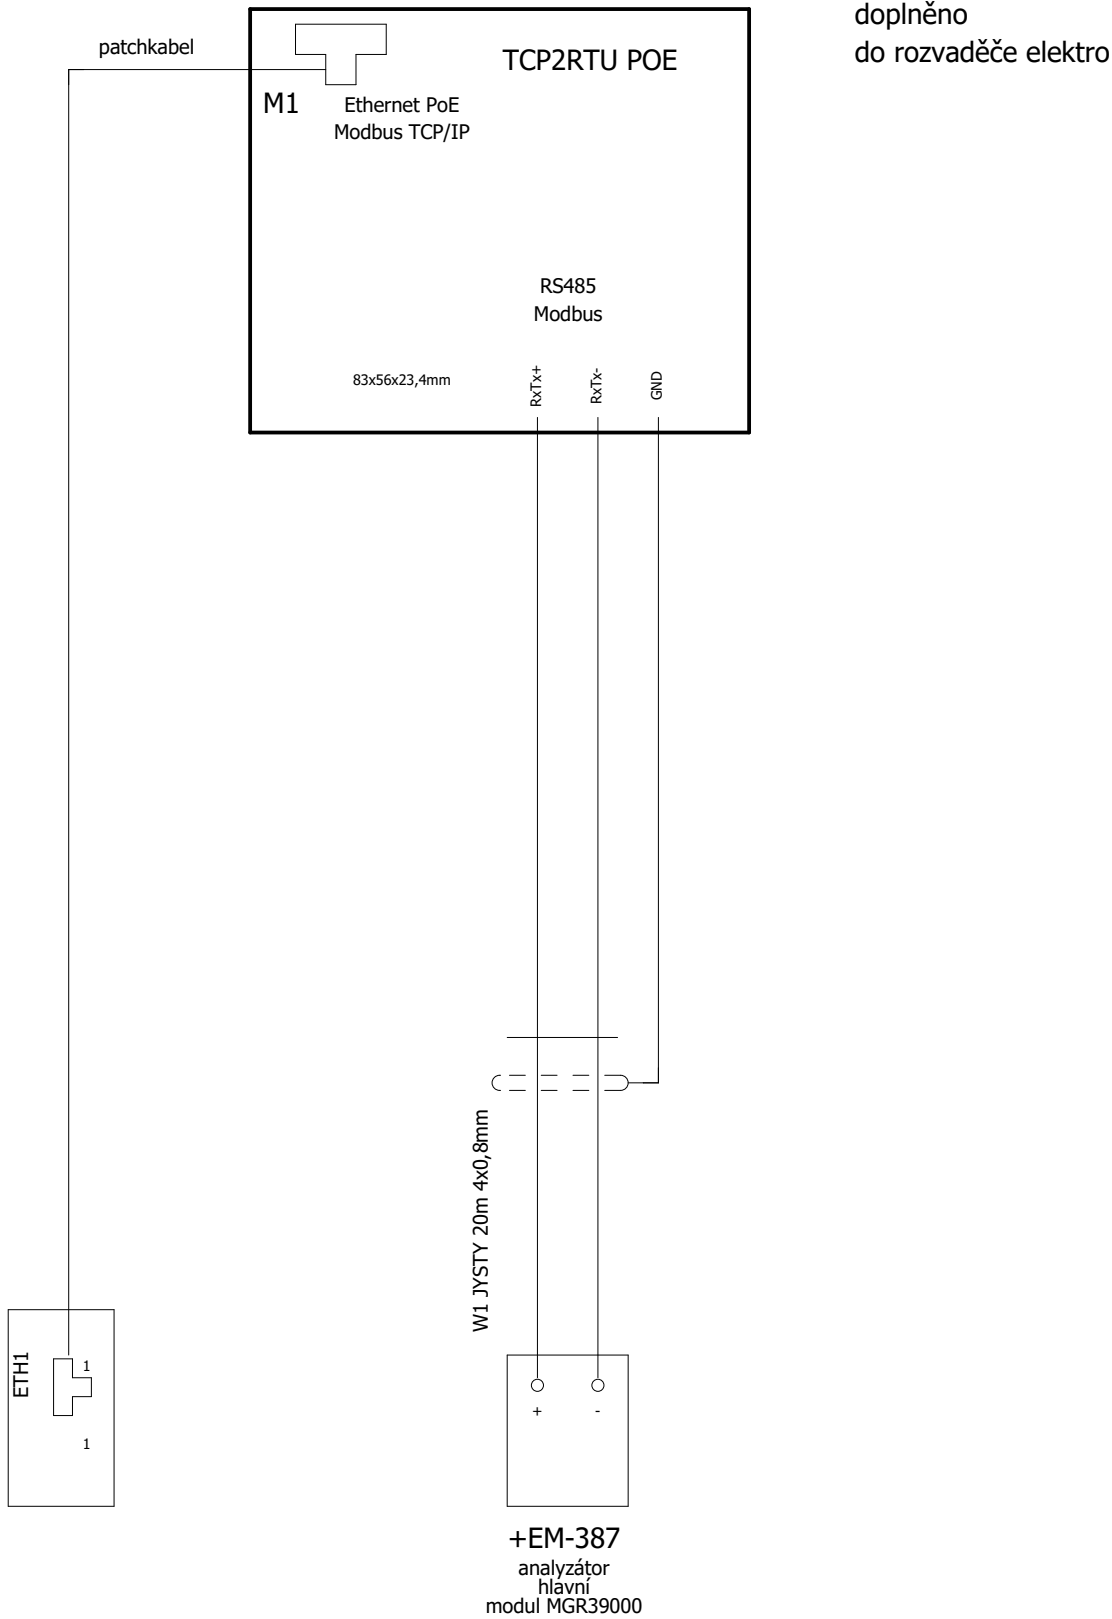 doplněno
do rozvaděče elektro
patchkabel
TCP2RTU POE
M1
Ethernet PoE
Modbus TCP/IP
RS485
Modbus
83x56x23,4mm
RxTx+
RxTx-
GND
W1 JYSTY 20m 4x0,8mm
ETH1
1
1
+
-
+EM-387
analyzátor
hlavní
modul MGR39000